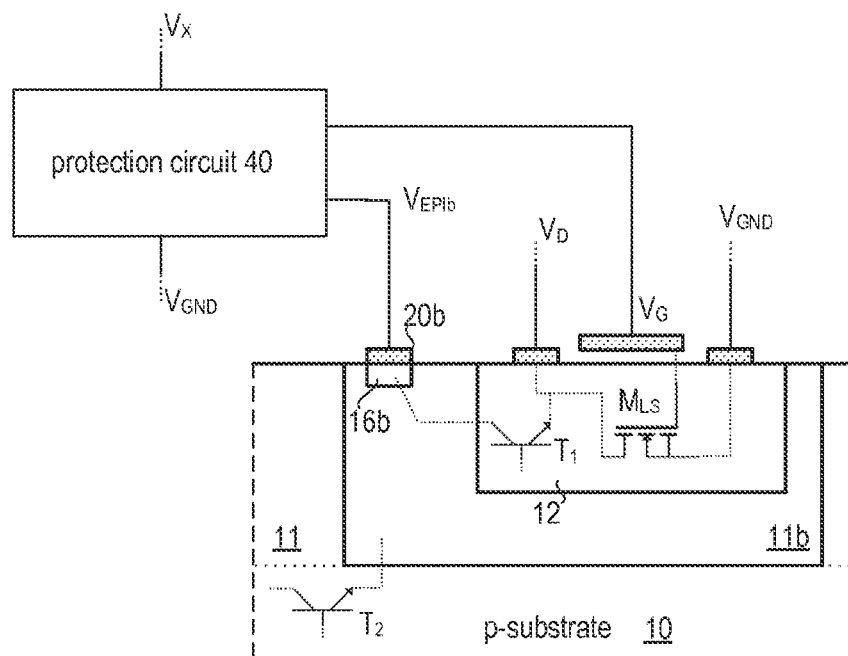 VX
protection circuit 40
VEPIb
VGND
VD
VGND
VG
20b
16b
MLS
T1
12
11
11b
T2
p-substrate 10